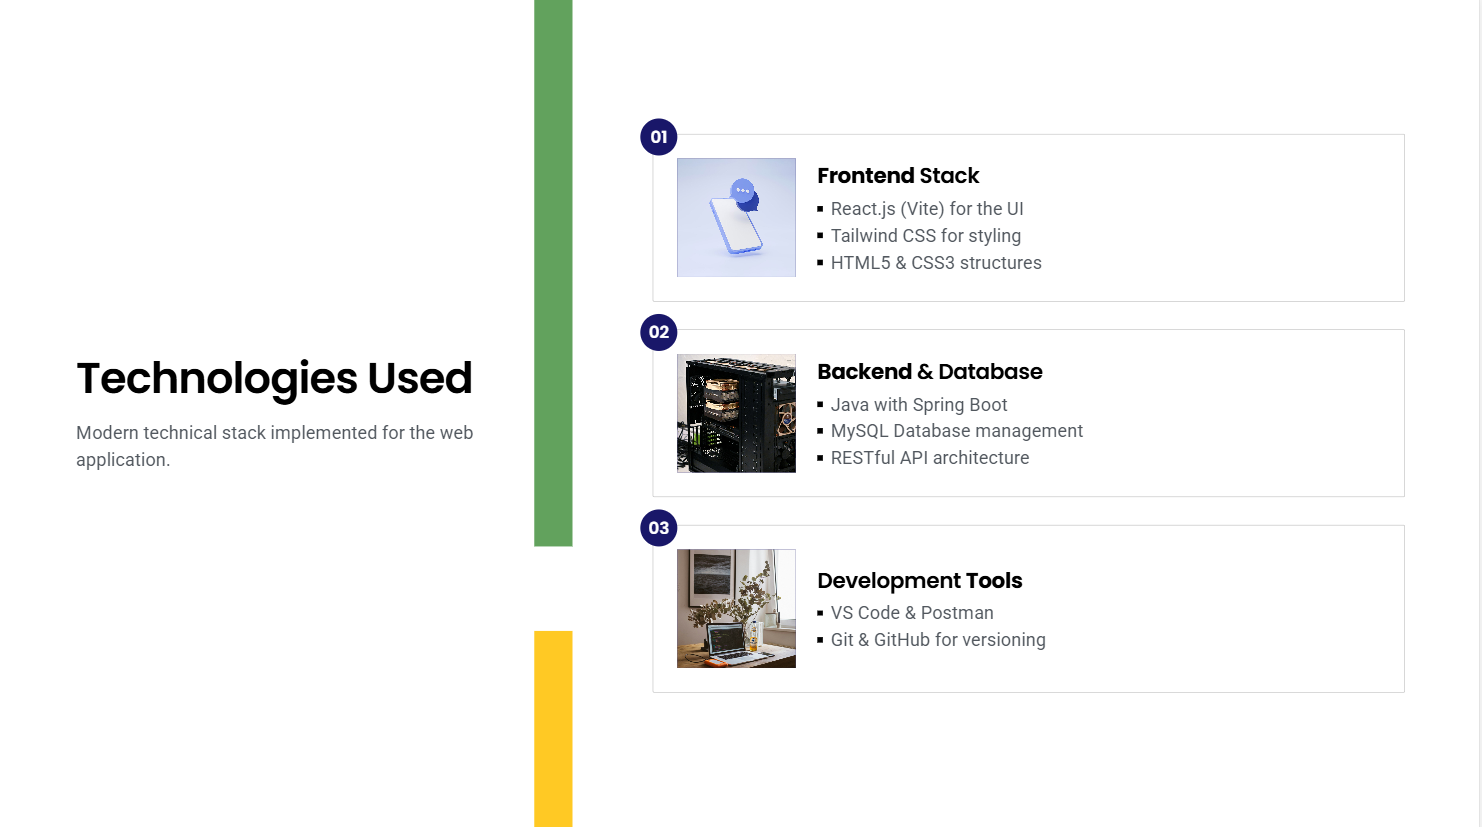 Technologies Used
Modern technical stack implemented for the web
application.
01
Frontend Stack
React.js (Vite) for the UI
Tailwind CSS for styling
HTML5 & CSS3 structures
02
Backend & Database
Java with Spring Boot
MySQL Database management
RESTful API architecture
03
Development Tools
VS Code & Postman
Git & GitHub for versioning